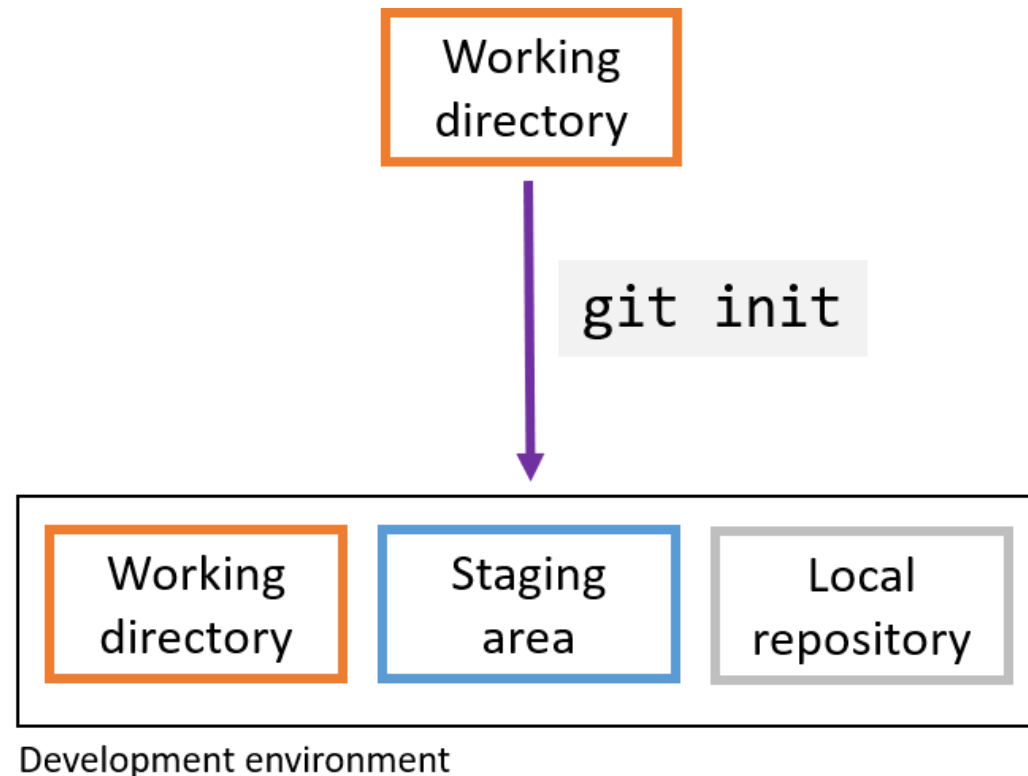 Working
directory
git init
Working
directory
Staging
area
Local
repository
Development environment